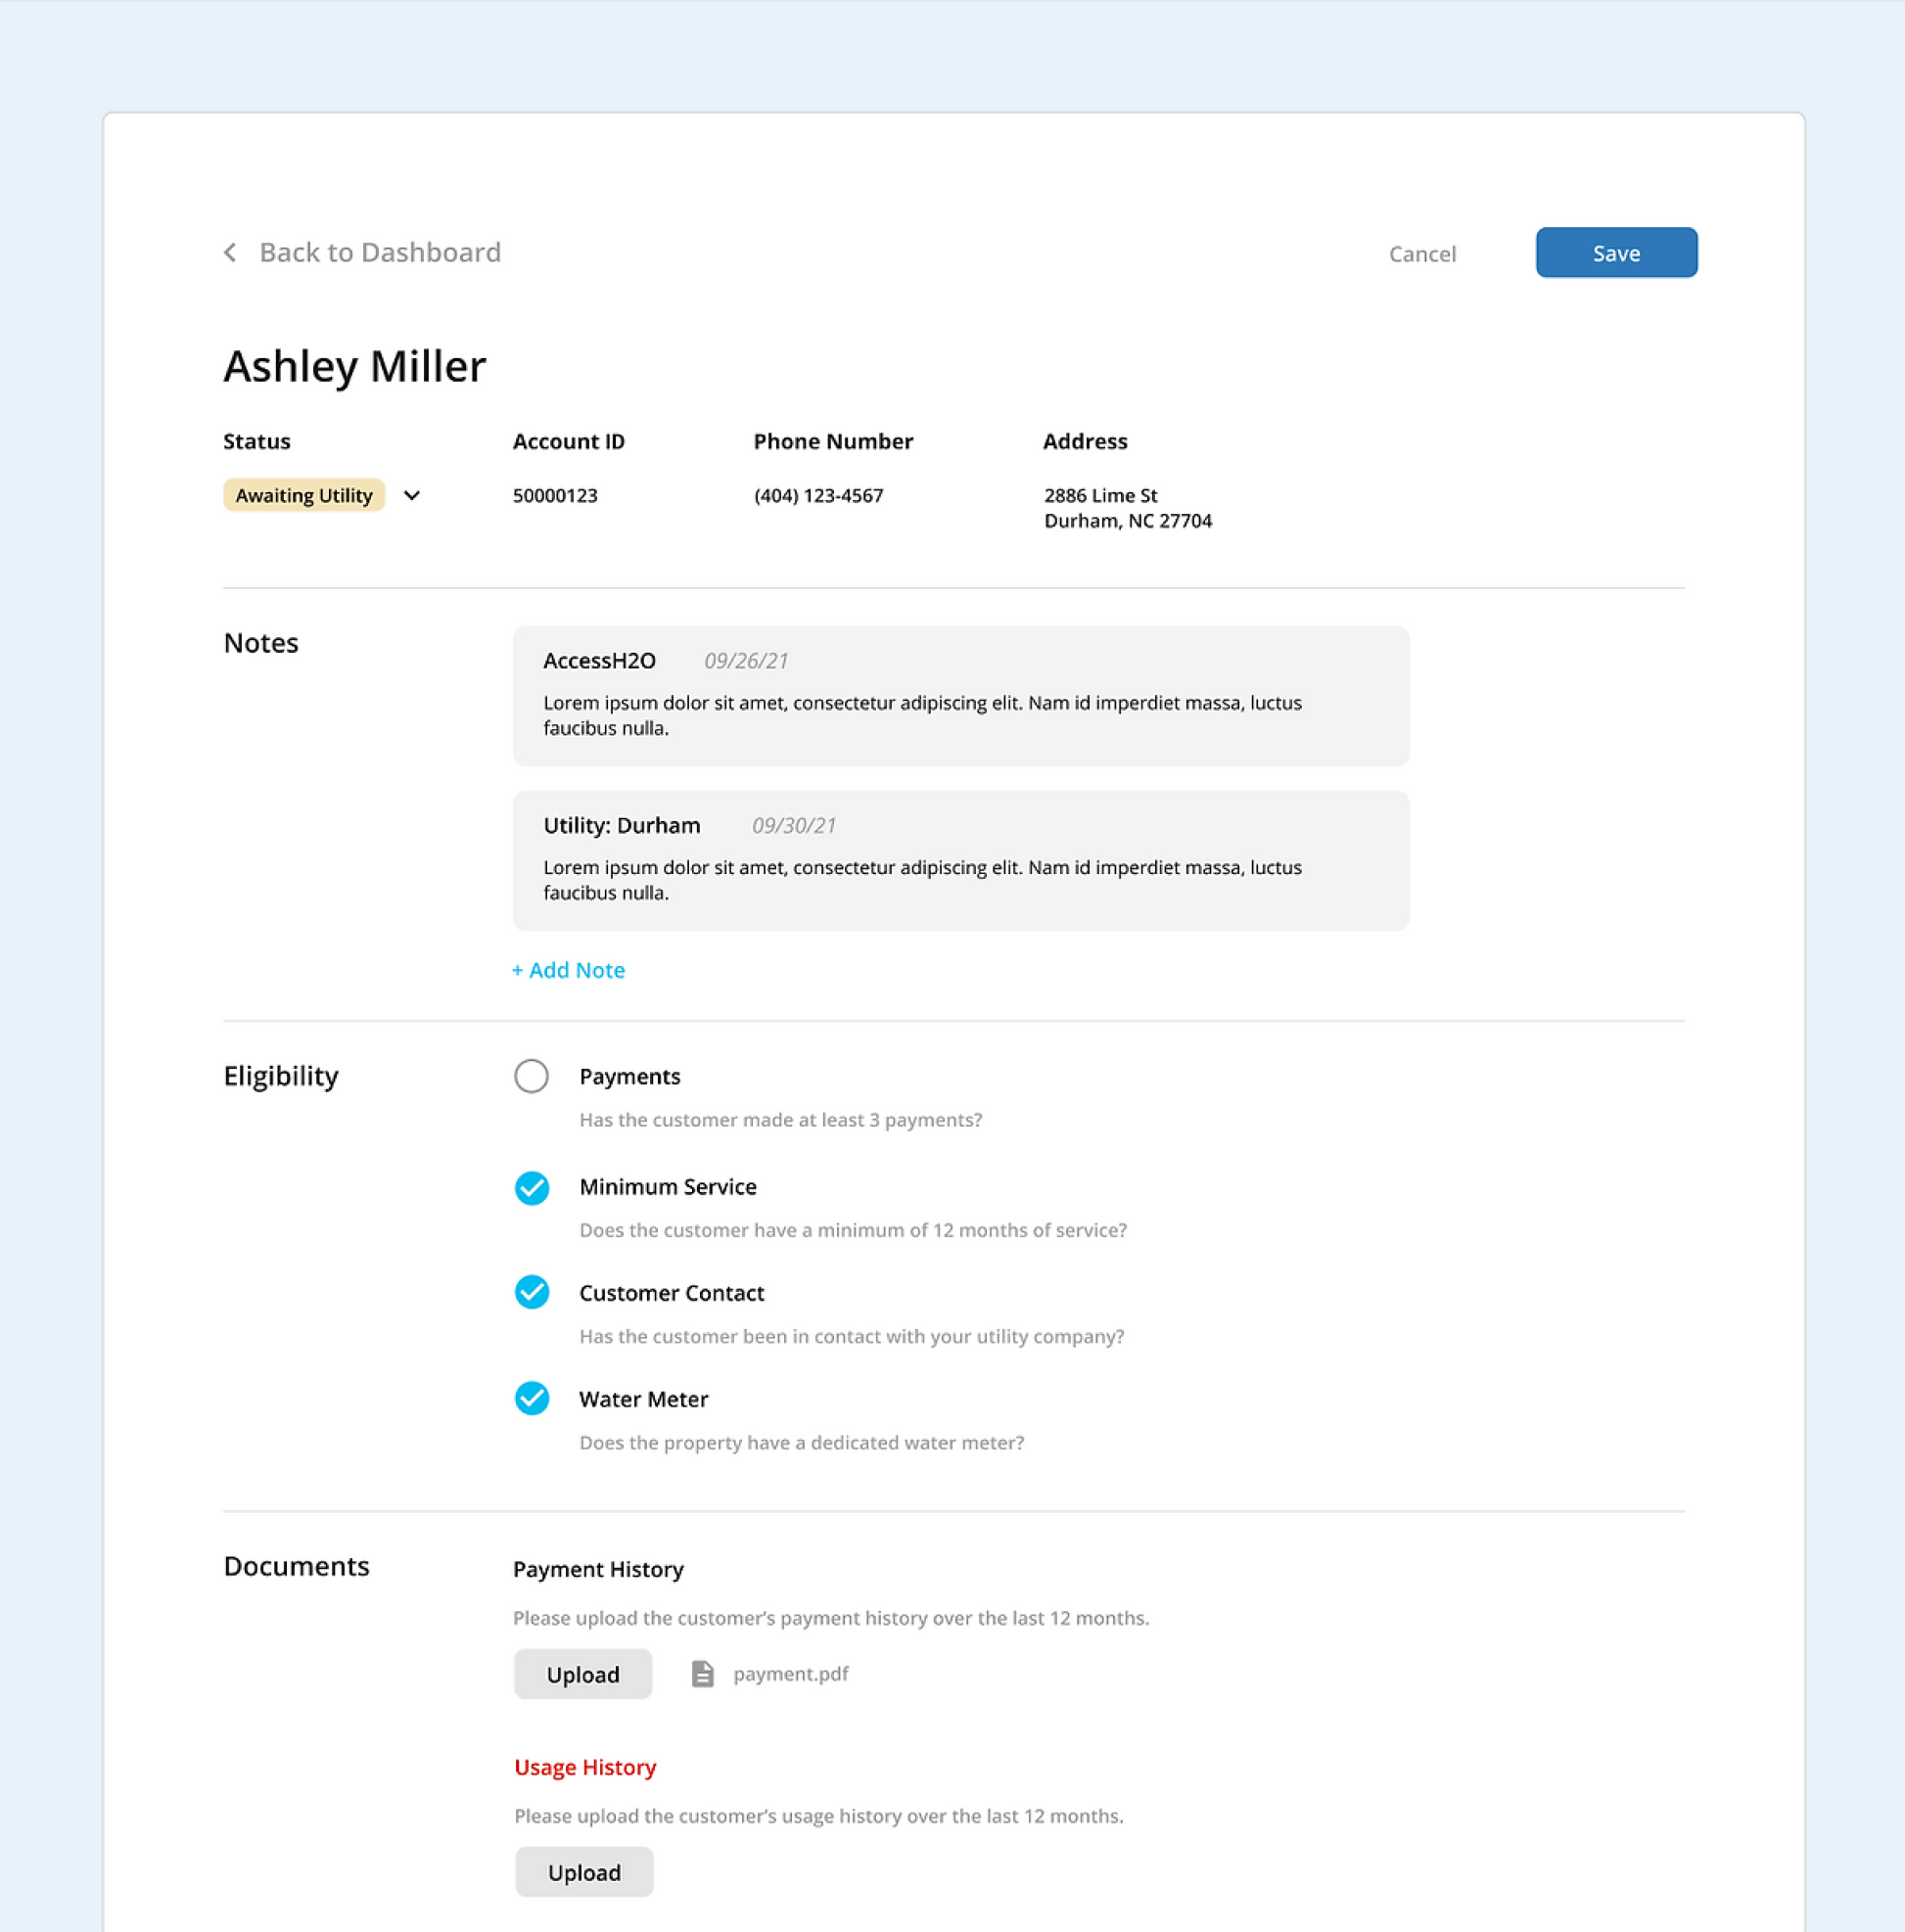 Back to Dashboard
Cancel
Save
Ashley Miller
Status
Account ID
Phone Number
Address
Awaiting Utility
50000123
(404) 123-4567
2886 Lime St
Durham, NC 27704
Notes
AccessH2O 09/26/21
Lorem ipsum dolor sit amet, consectetur adipiscing elit. Nam id imperdiet massa, luctus
faucibus nulla.
Utility: Durham 09/30/21
Lorem ipsum dolor sit amet, consectetur adipiscing elit. Nam id imperdiet massa, luctus
faucibus nulla.
+ Add Note
Eligibility
Payments
Has the customer made at least 3 payments?
Minimum Service
Does the customer have a minimum of 12 months of service?
Customer Contact
Has the customer been in contact with your utility company?
Water Meter
Does the property have a dedicated water meter?
Documents
Payment History
Please upload the customer’s payment history over the last 12 months.
Upload
payment.pdf
Usage History
Please upload the customer’s usage history over the last 12 months.
Upload